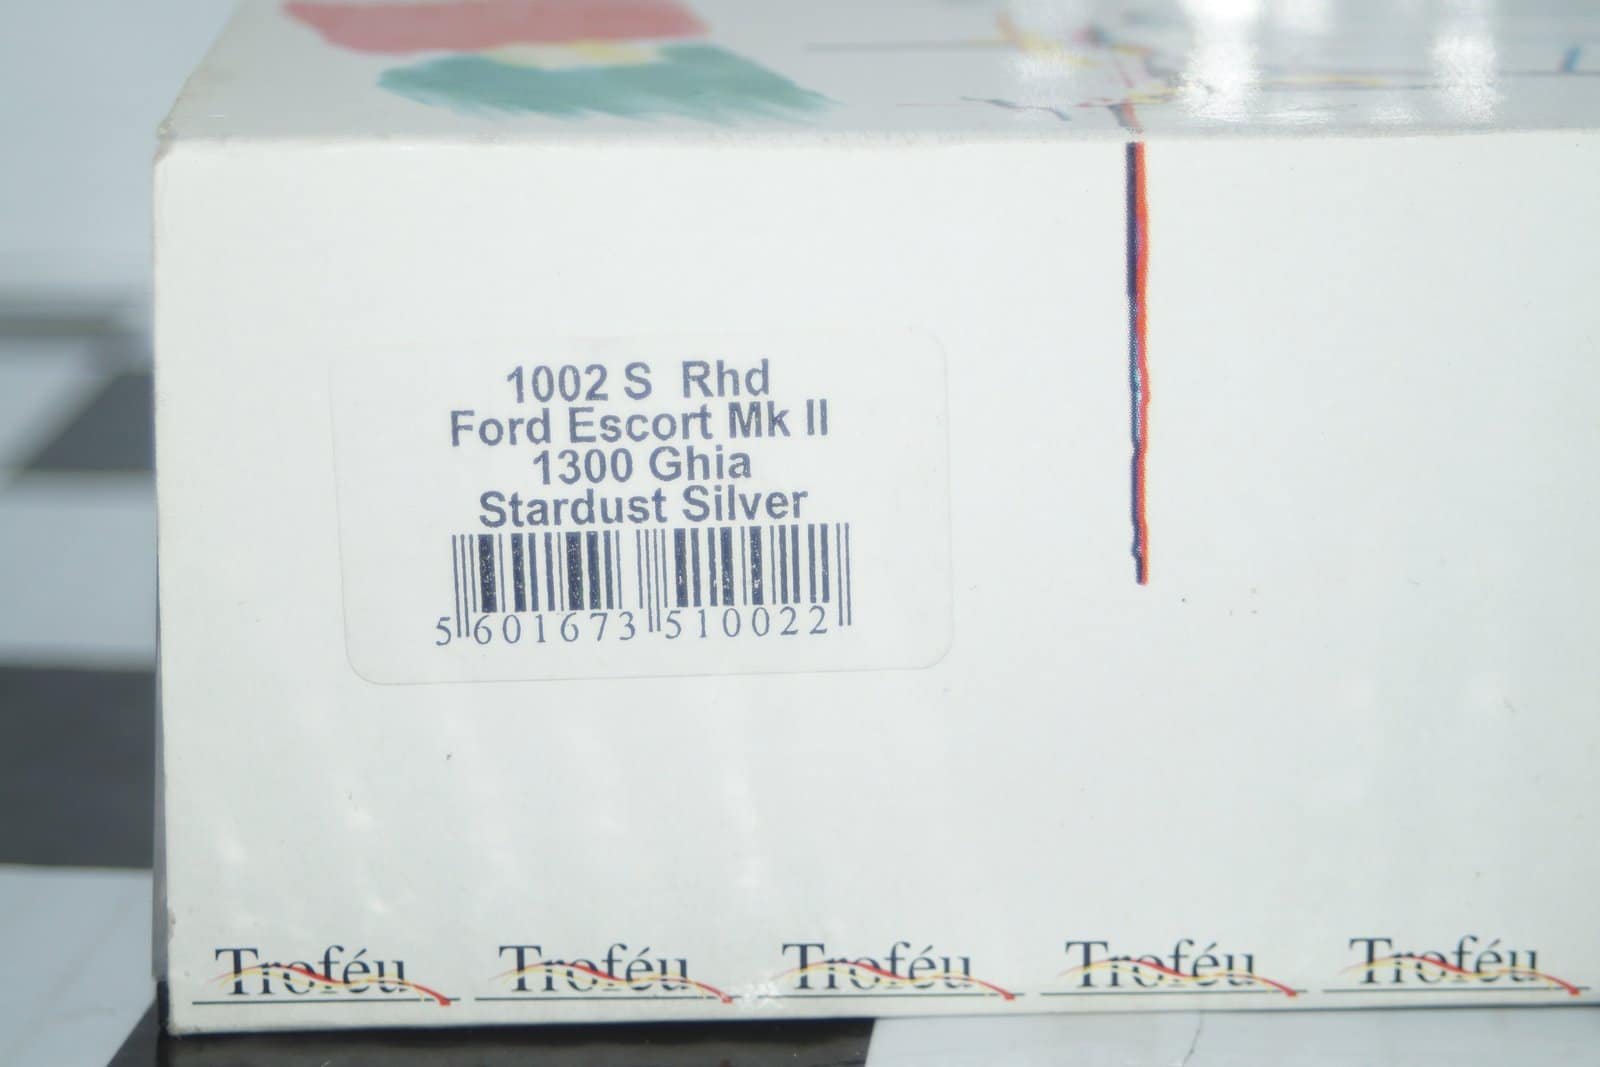 1002 S Rhd
Ford Escort Mk II
1300 Ghia
Stardust Silver
5 601673 510022
Troféu Troféu Troféu Troféu Troféu